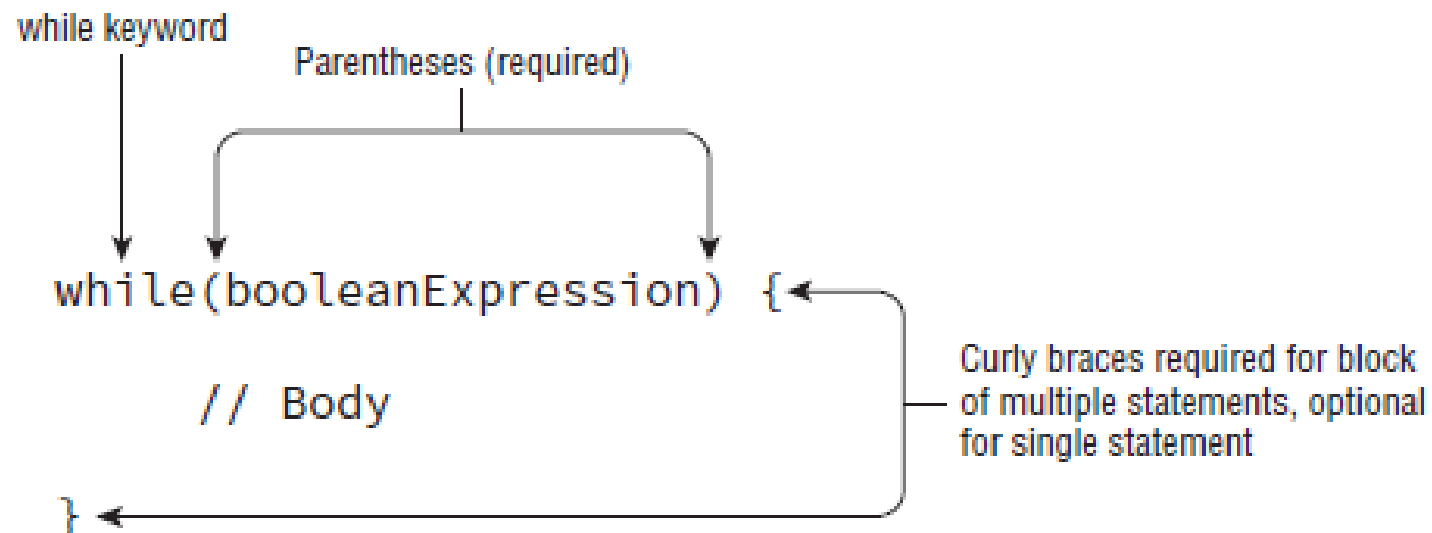 while keyword
Parentheses (required)
while(booleanExpression) {
Curly braces required for block
// Body
of multiple statements, optional
for single statement
}